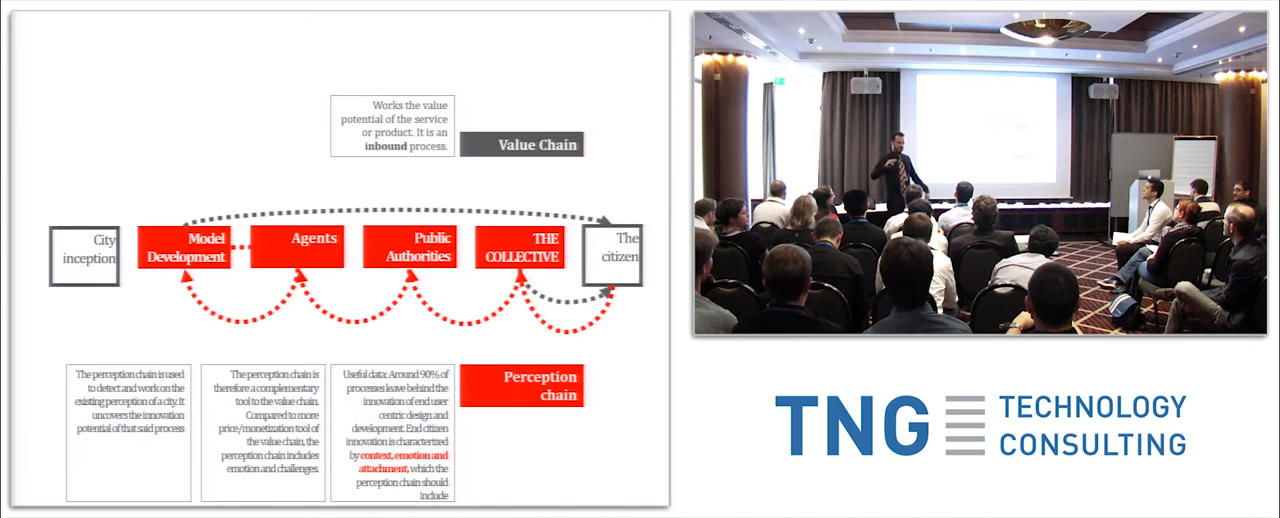 Works the value
potential of the service
or product. It is an
inbound process.
Value Chain
City
inception
Model
Development
Agents
Public
Authorities
THE
COLLECTIVE
The
citizen
The perception chain is used
to detect and work on the
existing perception of a city. It
uncovers the innovation
potential of that said process
The perception chain is
therefore a complementary
tool to the value chain.
Compared to more
price/monetization tool of
the value chain, the
perception chain includes
emotion and challenges.
Useful data: Around 90% of
processes leave behind the
innovation of end user
centric design and
development. End citizen
innovation is characterized
by context, emotion and
attachment, which the
perception chain should
include
Perception
chain
TNG TECHNOLOGY
CONSULTING